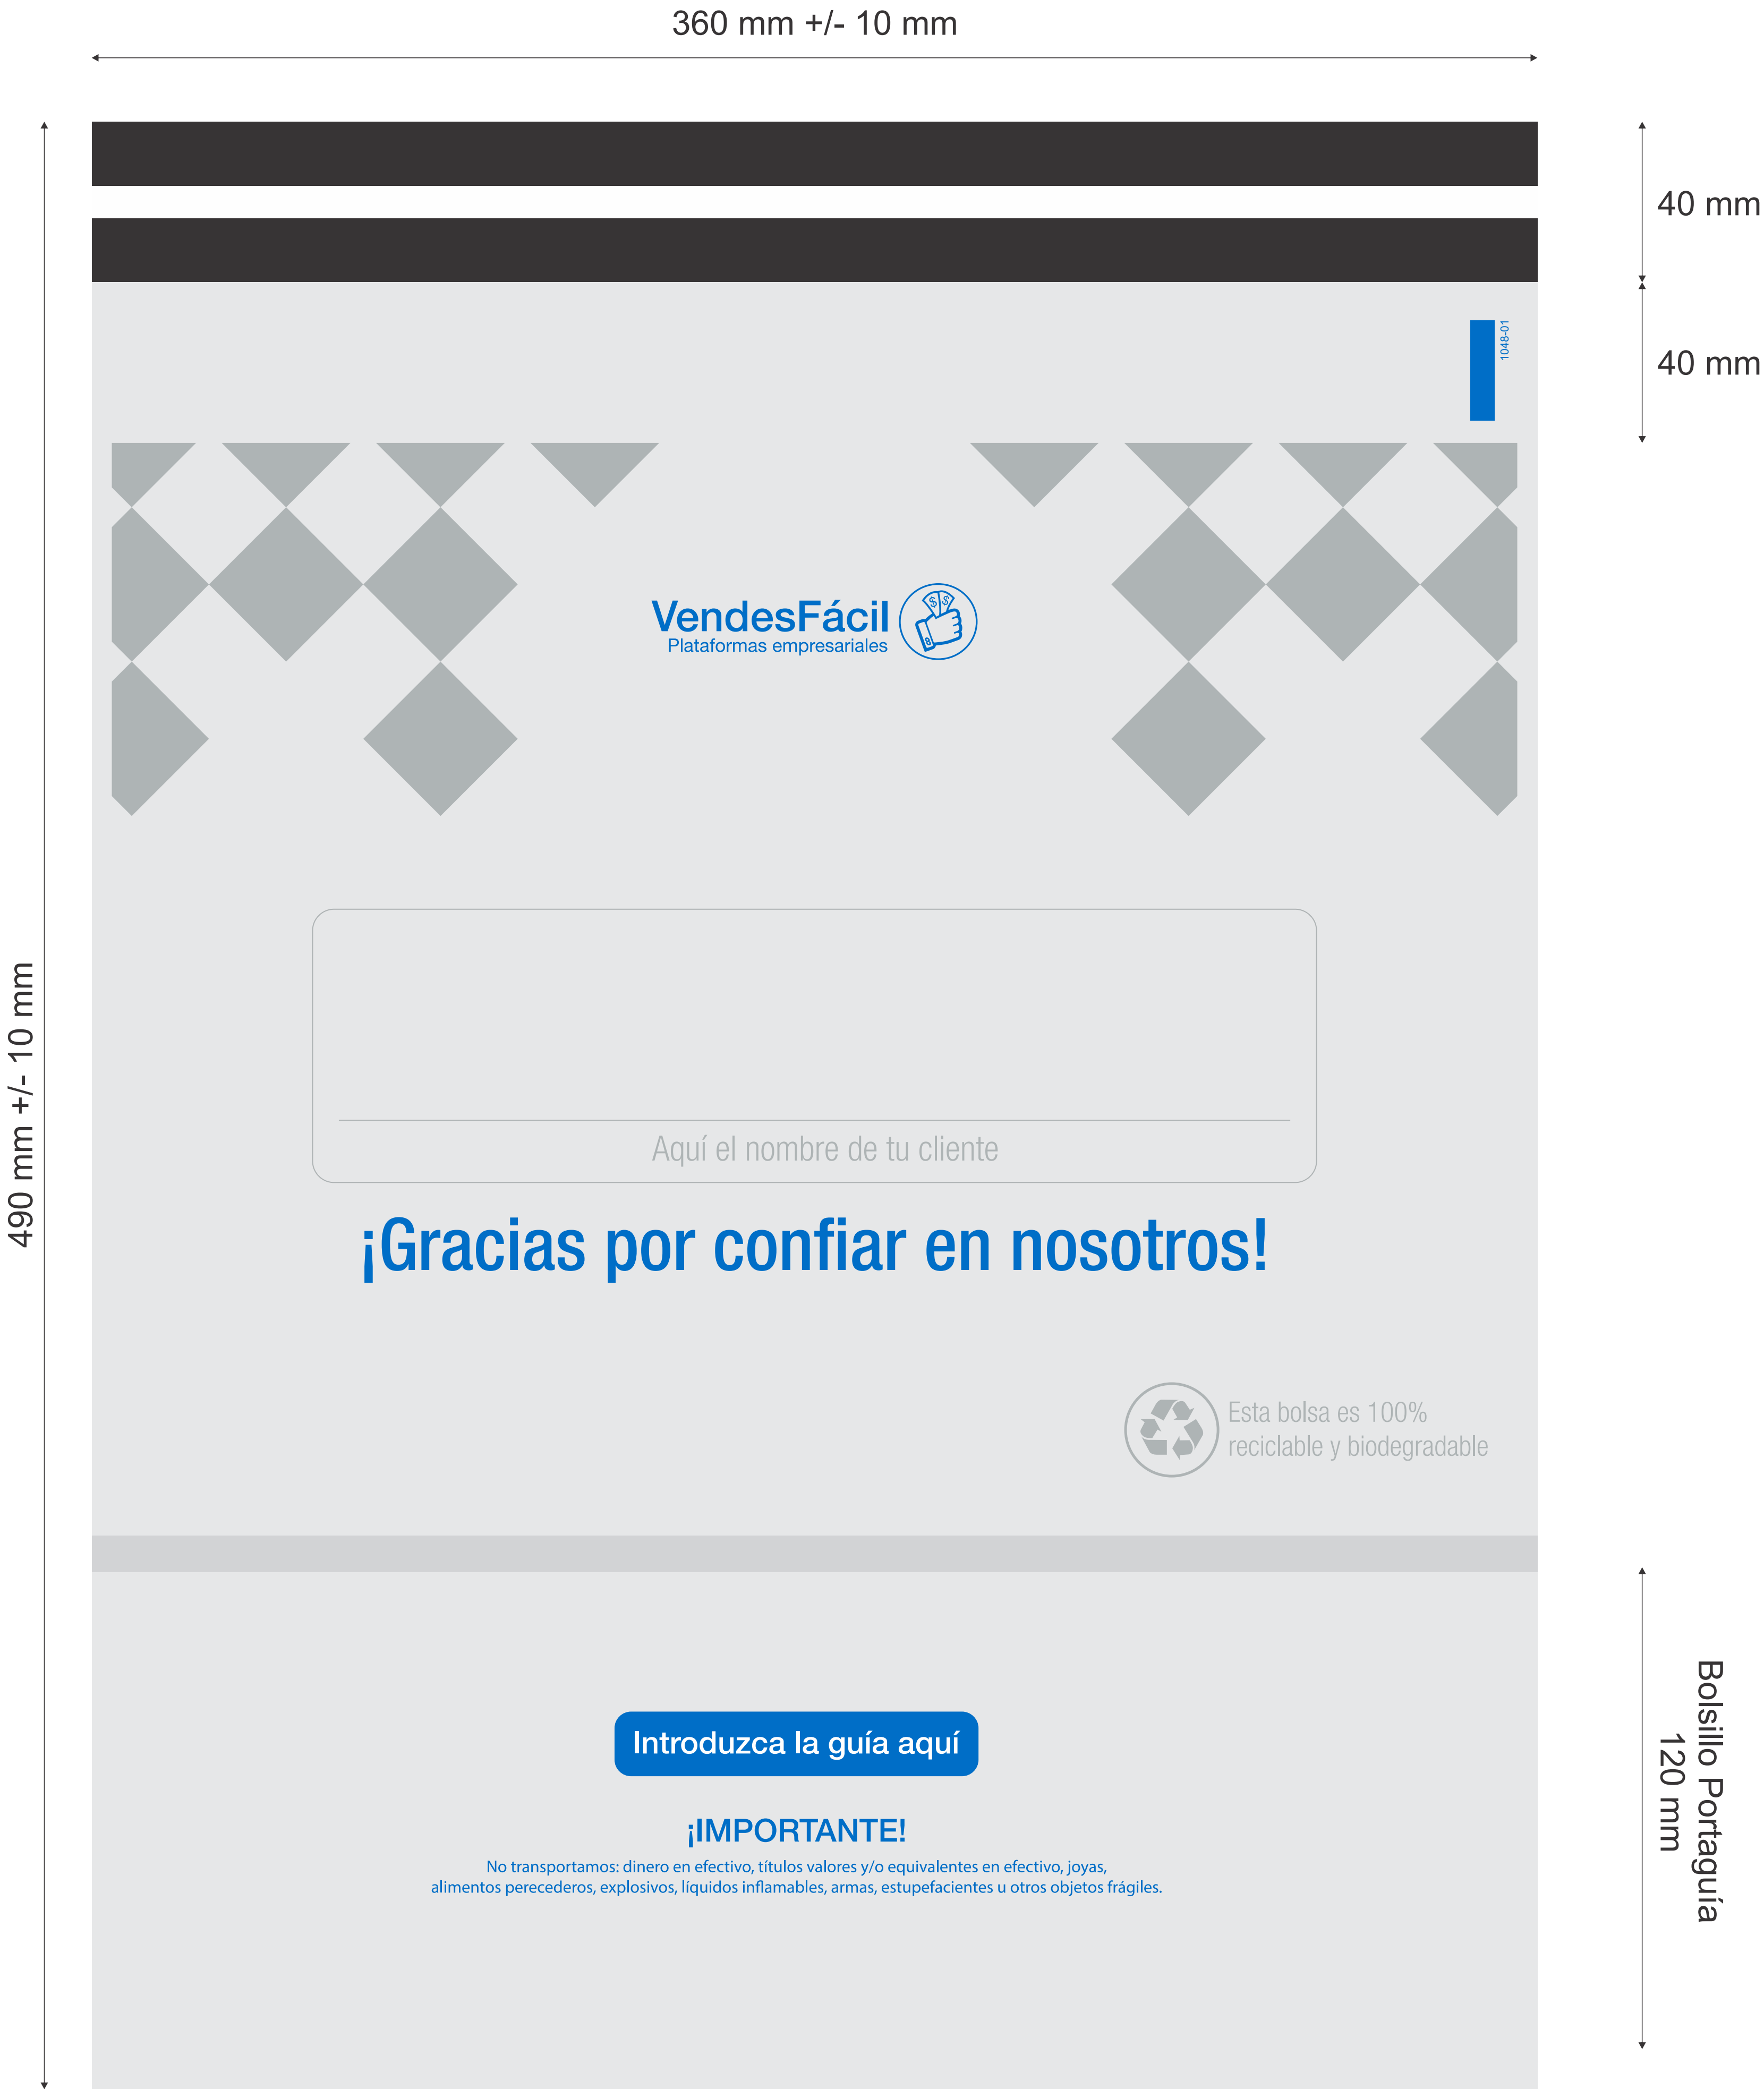 360 mm +/- 10 mm
40 mm
1048-01
40 mm
VendesFácil
Plataformas empresariales
$ $
B
490 mm +/- 10 mm
Aquí el nombre de tu cliente
¡Gracias por confiar en nosotros!
Esta bolsa es 100%
reciclable y biodegradable
Bolsillo Portaguía
120 mm
Introduzca la guía aquí
¡IMPORTANTE!
No transportamos: dinero en efectivo, títulos valores y/o equivalentes en efectivo, joyas,
alimentos perecederos, explosivos, líquidos inflamables, armas, estupefacientes u otros objetos frágiles.